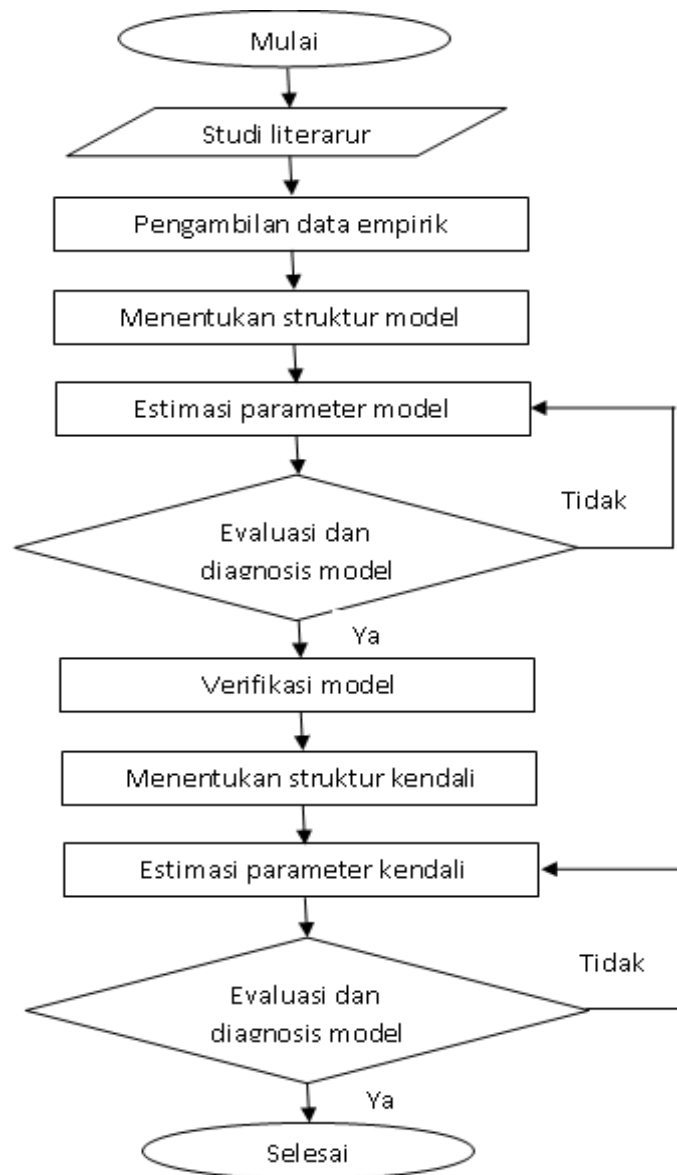 Mulai
Studi literarur
Pengambilan data empirik
Menentukan struktur model
Estimasi parameter model
Tidak
Evaluasi dan
diagnosis model
Ya
Verifikasi model
Menentukan struktur kendali
Estimasi parameter kendali
Tidak
Evaluasi dan
diagnosis model
Ya
Selesai